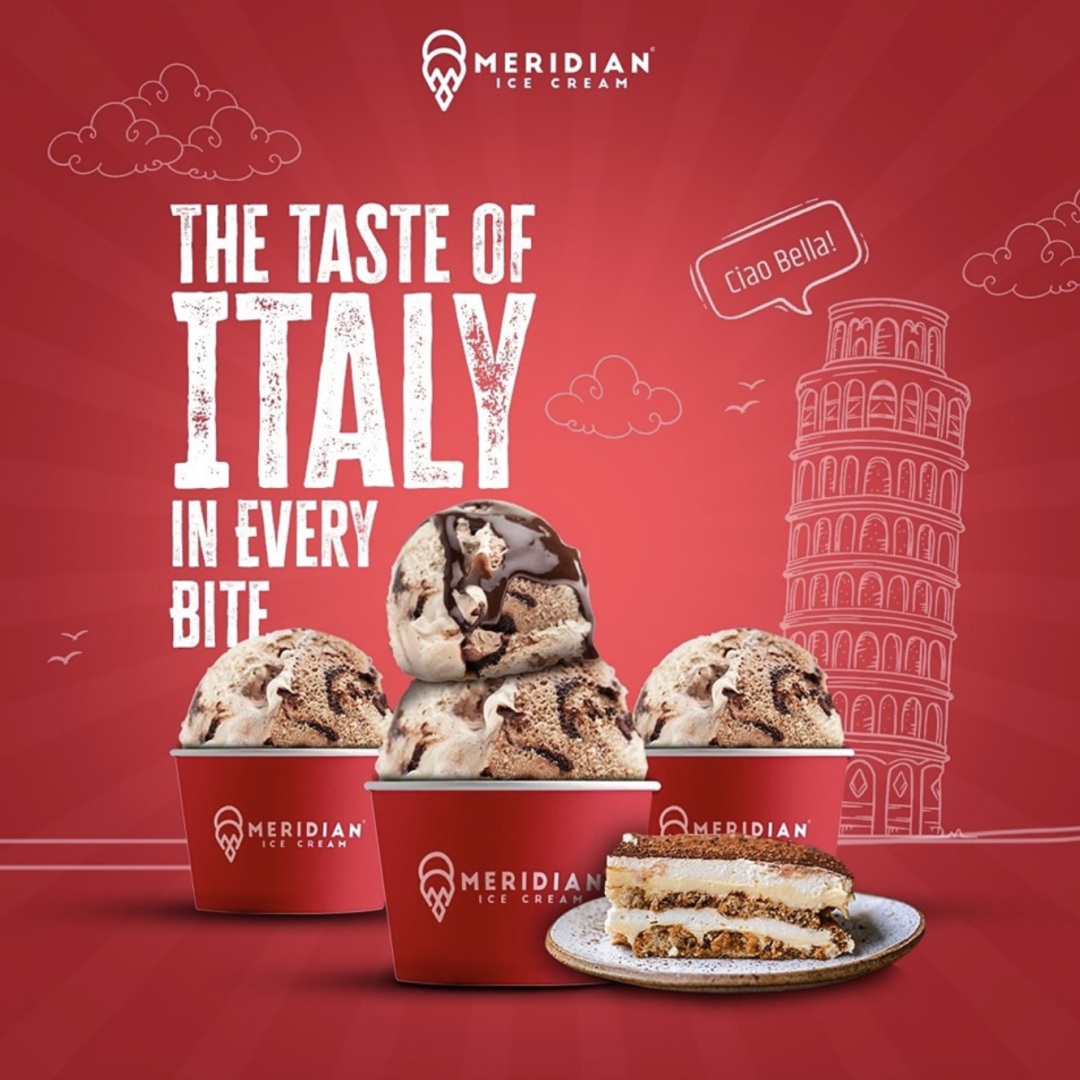 MERIDIAN
ICE CREAM
THE TASTE OF
ITALY
IN EVERY
BITE
Ciao Bella!
MERIDIAN
ICE CREAM
MERIDIAN
ICE CREAM
MERIDIAN